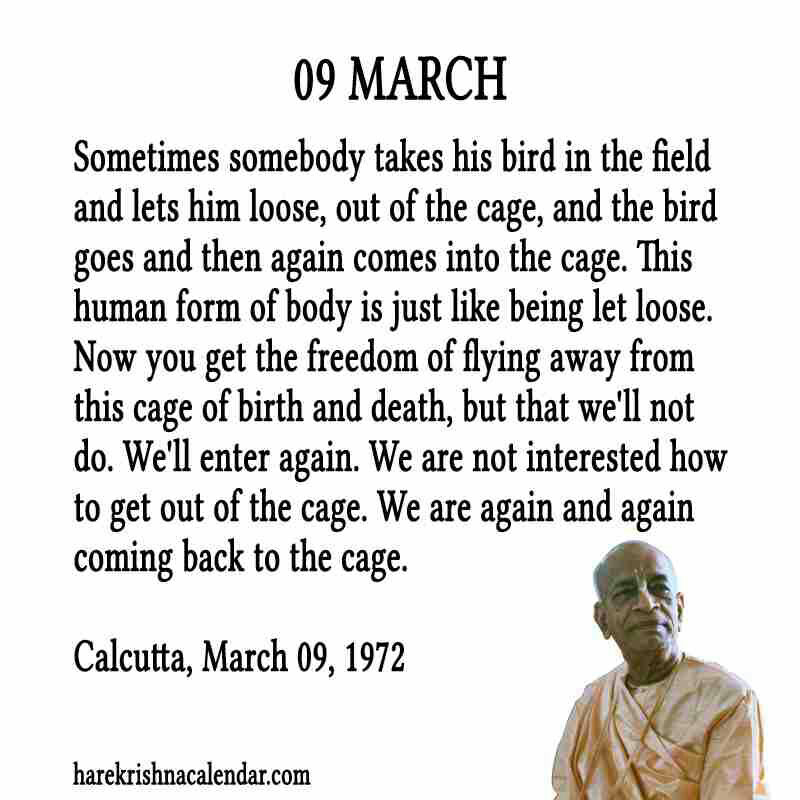 09 MARCH
Sometimes somebody takes his bird in the field
and lets him loose, out of the cage, and the bird
goes and then again comes into the cage. This
human form of body is just like being let loose.
Now you get the freedom of flying away from
this cage of birth and death, but that we'll not
do. We'll enter again. We are not interested how
to get out of the cage. We are again and again
coming back to the cage.
Calcutta, March 09, 1972
harekrishnacalendar.com